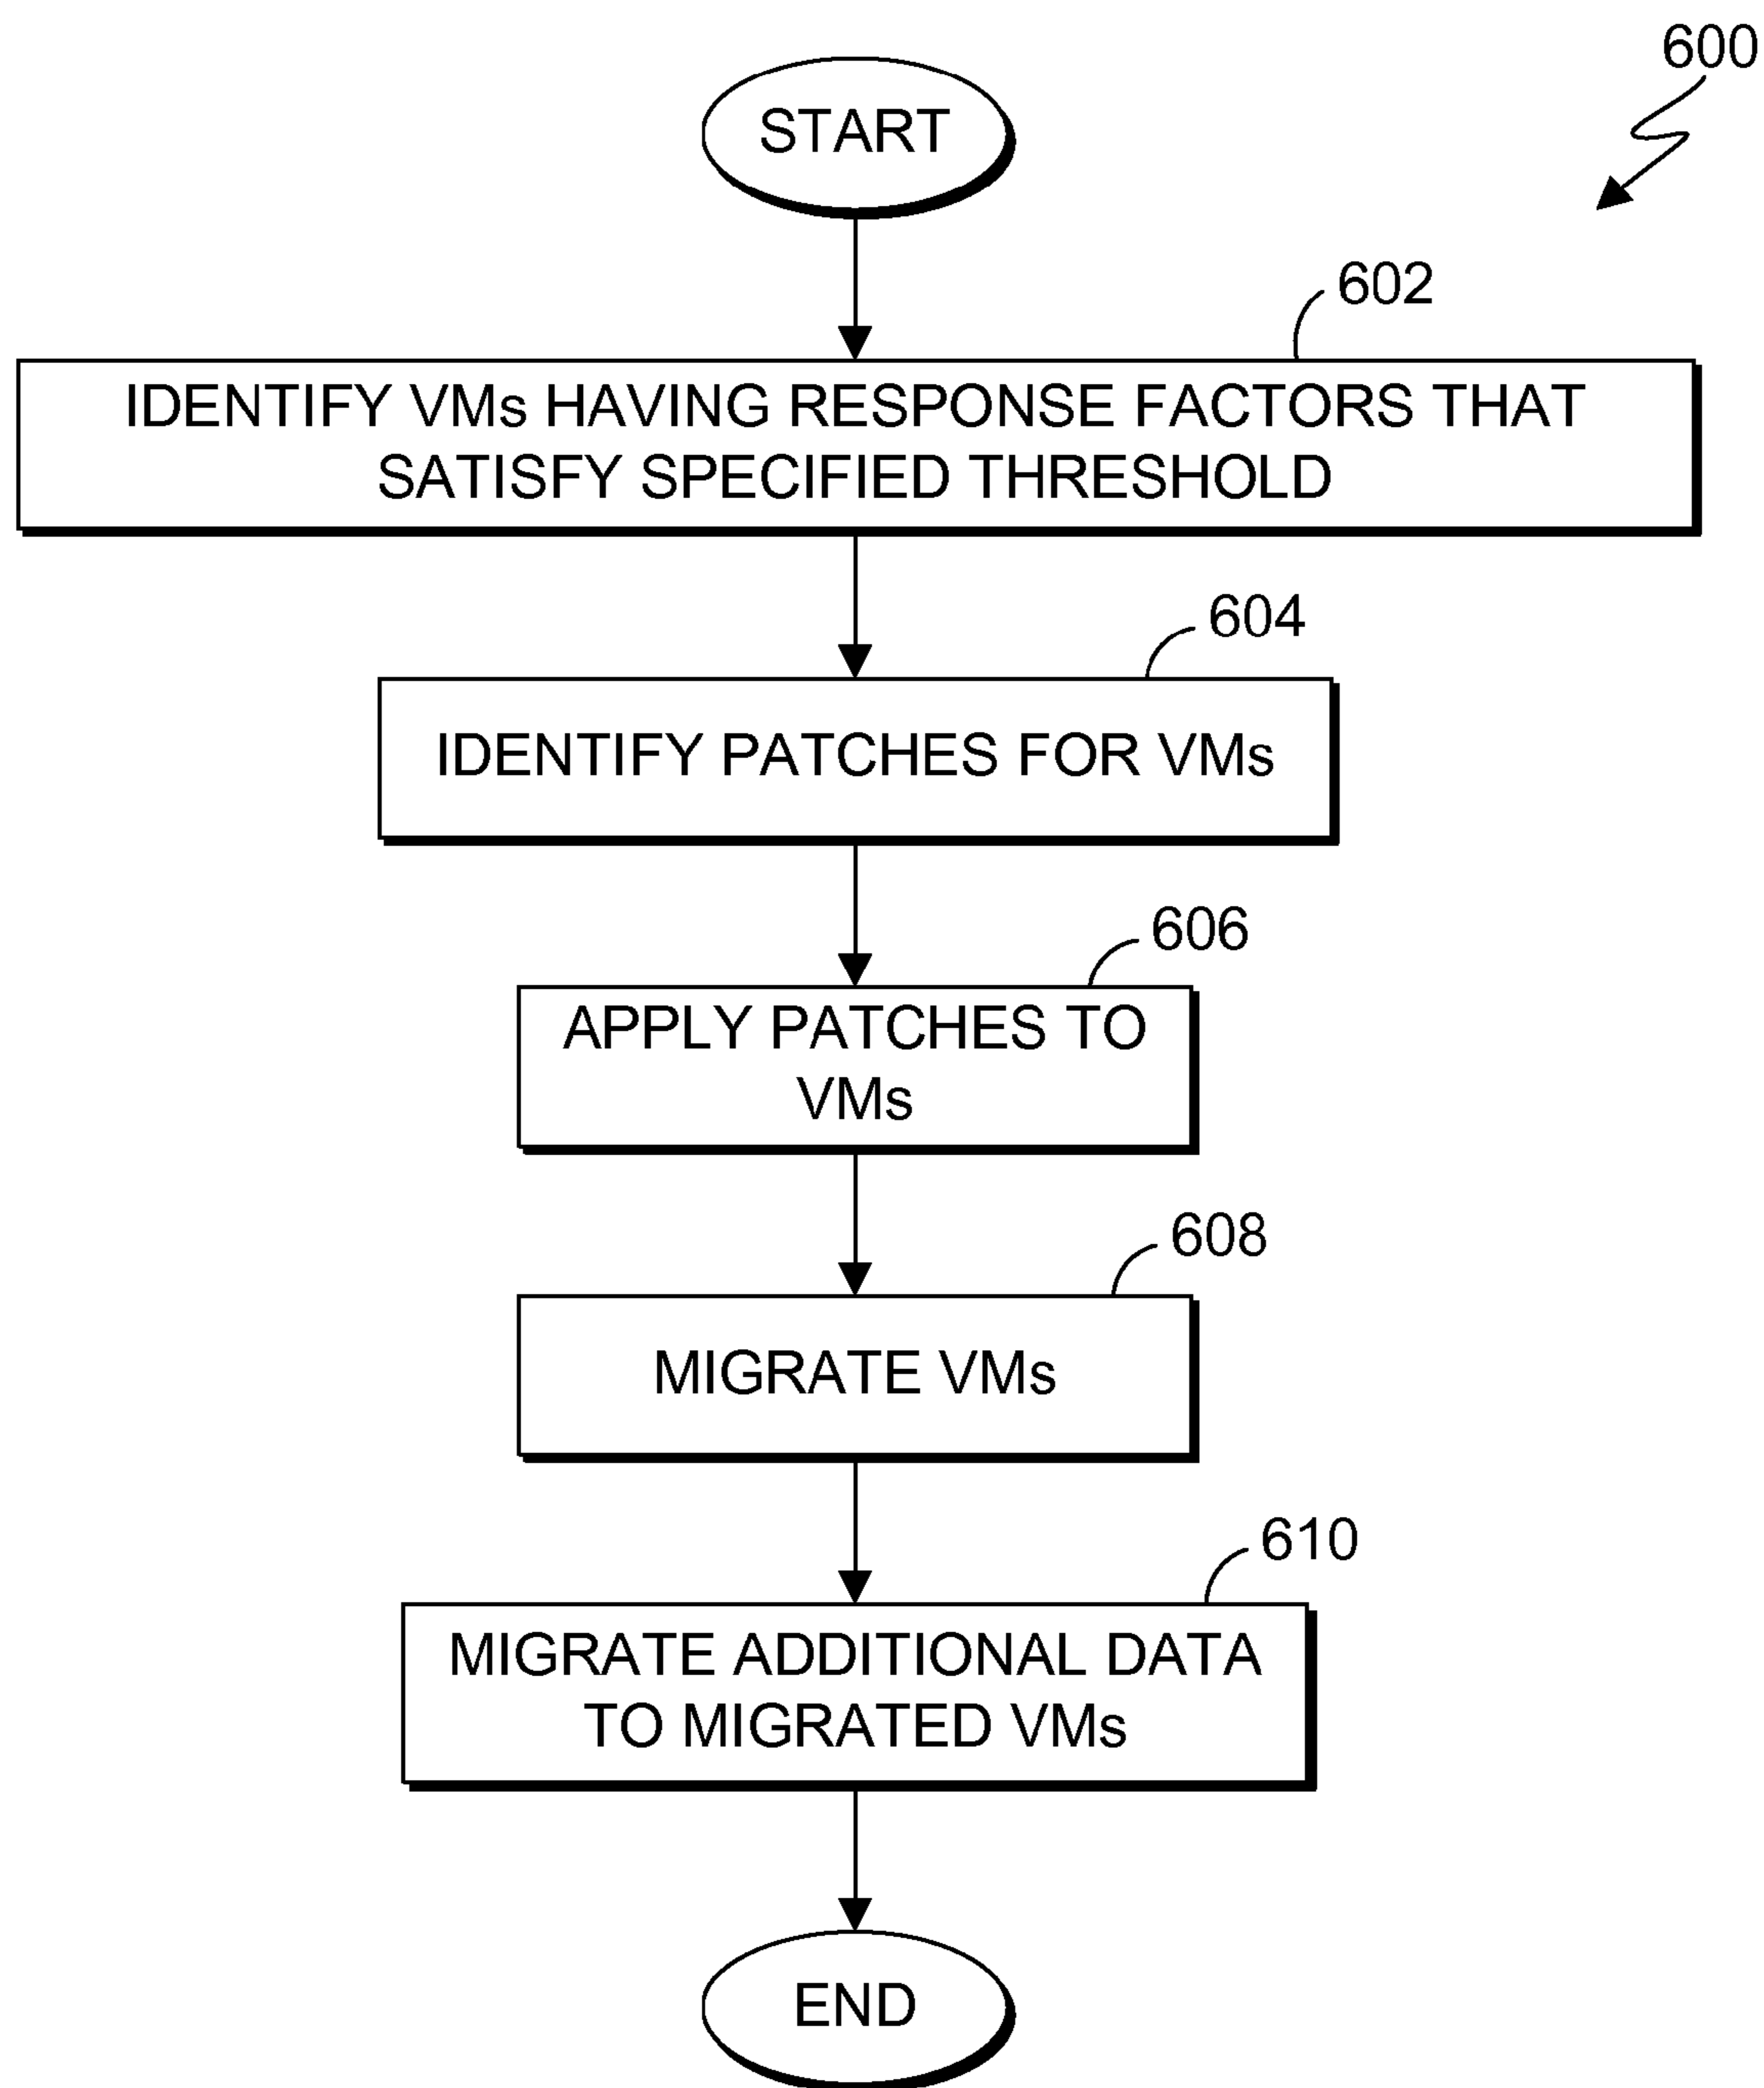 600
START
602
IDENTIFY VMs HAVING RESPONSE FACTORS THAT
SATISFY SPECIFIED THRESHOLD
604
IDENTIFY PATCHES FOR VMs
606
APPLY PATCHES TO
VMs
608
MIGRATE VMs
610
MIGRATE ADDITIONAL DATA
TO MIGRATED VMs
END